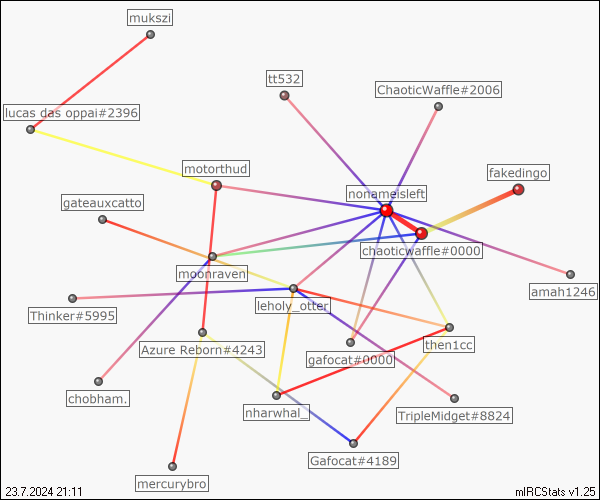 mukszi
tt532
ChaoticWaffle#2006
lucas das oppai#2396
motorthud
fakedingo
nonameisleft
gateauxcatto
chaoticwaffle#0000
moonraven
amah1246
leholy_otter
Thinker#5995
then1cc
Azure Reborn#4243
gafocat#0000
chobham.
nharwhal_
TripleMidget#8824
Gafocat#4189
mercurybro
23.7.2024 21:11
mIRCStats v1.25